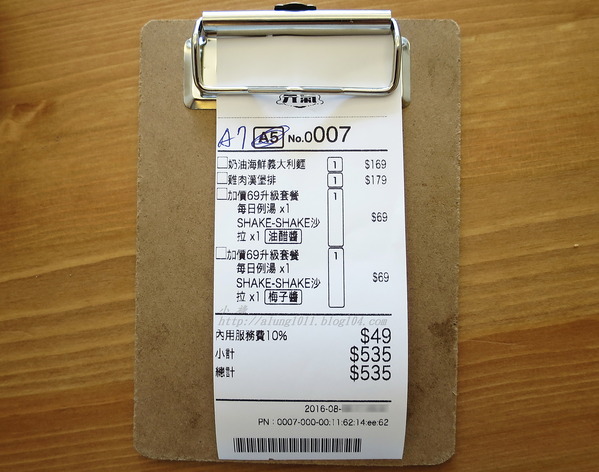 A7 A5 No.0007
奶油海鮮義大利麵 1 $169
雞肉漢堡排 1 $179
加價69升級套餐 1 $69
每日例湯 x1
SHAKE-SHAKE沙
拉 x1 油醋醬
加價69升級套餐 1 $69
每日例湯 x1
SHAKE-SHAKE沙
拉 x1 梅子醬
http://alung1011.blog104.com
內用服務費10% $49
小計 $535
總計 $535
2016-08-
PN : 0007-000-00:11:62:14:ee:62